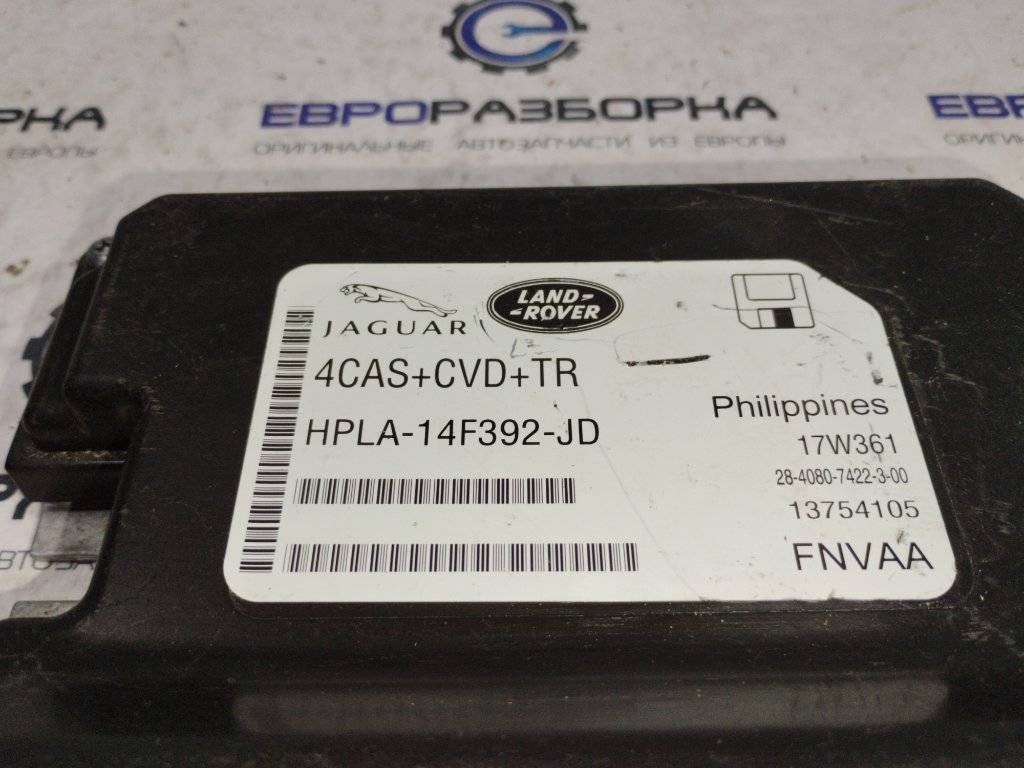 ЕВРОРАЗБОРКА
ОРИГИНАЛЬНЫЕ АВТОЗАПЧАСТИ ИЗ ЕВРОПЫ
ЕВРОПЫ
JAGUAR
LAND-
-ROVER
4CAS+CVD+TR
HPLA-14F392-JD
Philippines
17W361
28-4080-7422-3-00
13754105
FNVAA